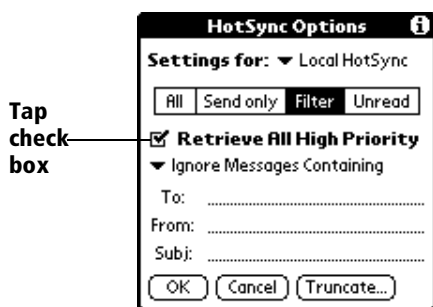 HotSync Options
Settings for: Local HotSync
All Send only Filter Unread
Tap
check
box
Retrieve All High Priority
Ignore Messages Containing
To:
From:
Subj:
OK Cancel Truncate...